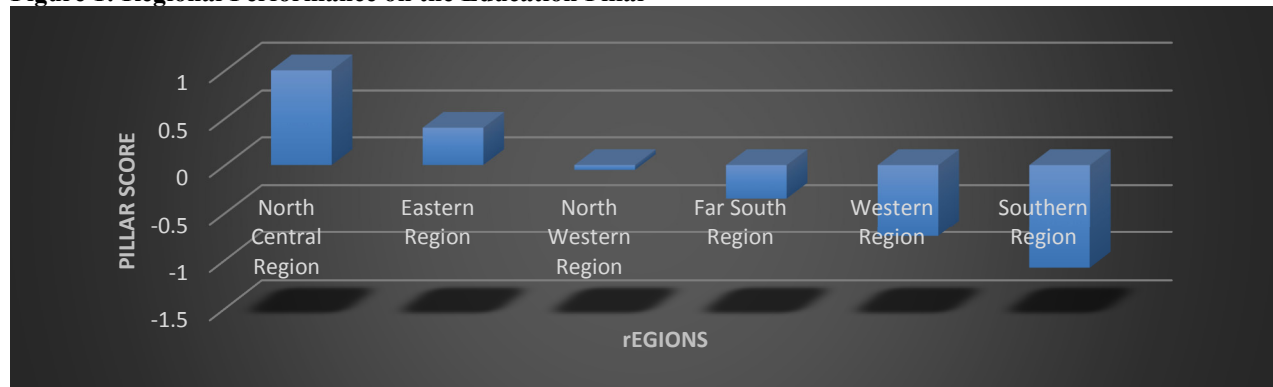 Figure 1: Regional Performance on the Education Pillar
1
0.5
0
-0.5
-1
-1.5
PILLAR SCORE
North
Central
Region
Eastern
Region
North
Western
Region
Far South
Region
Western
Region
Southern
Region
rEGIONS